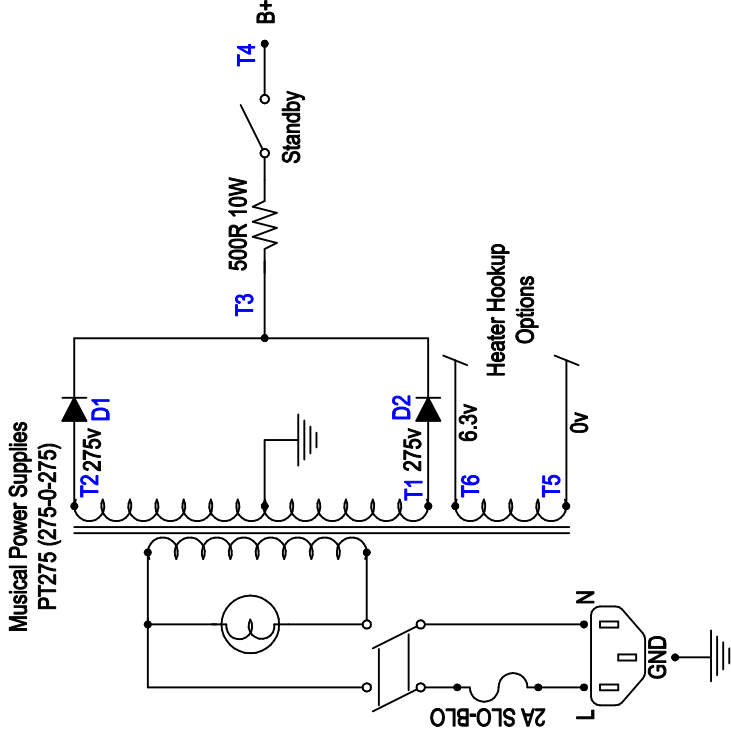 Musical Power Supplies
PT275 (275-0-275)
T2
275v
D1
T1
275v
D2
T3
500R 10W
Standby
T4
B+
T6
6.3v
T5
0v
Heater Hookup
Options
2A SLO-BLO
L
N
GND